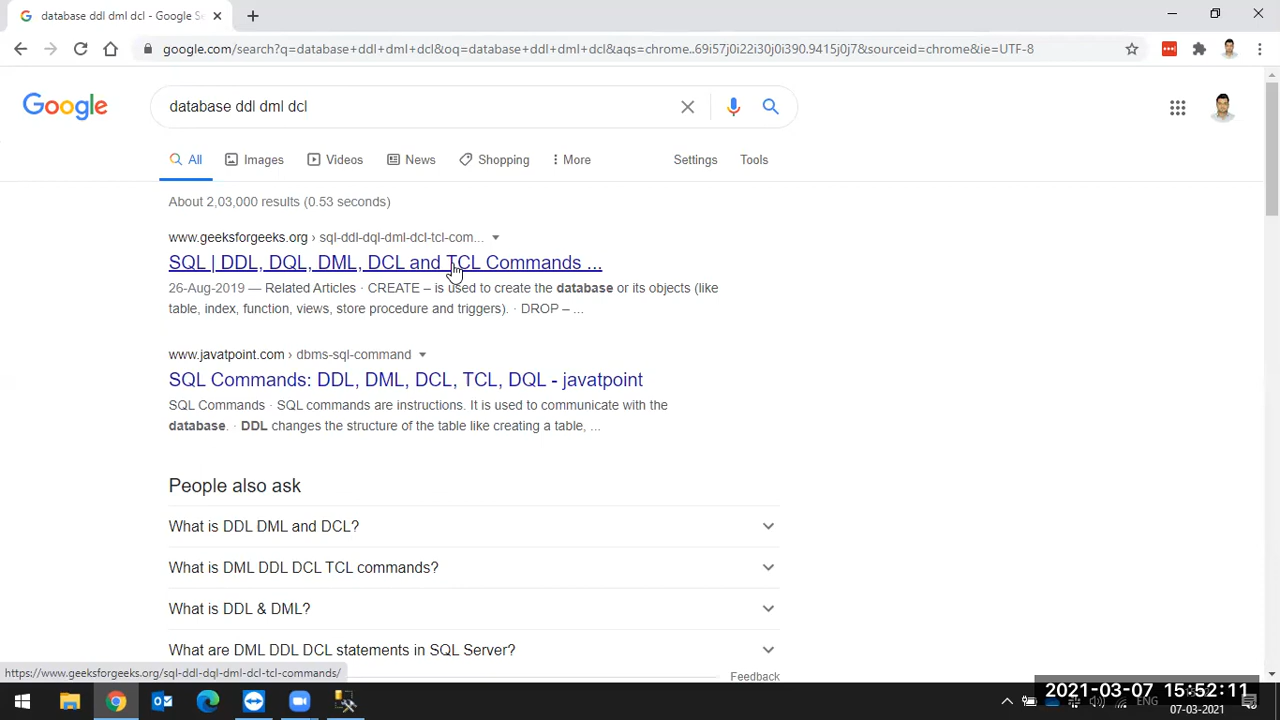 database ddl dml dcl - Google Se
google.com/search?q=database+ddl+dml+dcl&oq=database+ddl+dml+dcl&aqs=chrome..69i57j0i22i30j0i390.9415j0j7&sourceid=chrome&ie=UTF-8
Google
database ddl dml dcl
All
Images
Videos
News
Shopping
More
Settings
Tools
About 2,03,000 results (0.53 seconds)
www.geeksforgeeks.org › sql-ddl-dql-dml-dcl-tcl-com...
SQL | DDL, DQL, DML, DCL and TCL Commands ...
26-Aug-2019 — Related Articles · CREATE – is used to create the database or its objects (like
table, index, function, views, store procedure and triggers). · DROP – ...
www.javatpoint.com › dbms-sql-command
SQL Commands: DDL, DML, DCL, TCL, DQL - javatpoint
SQL Commands · SQL commands are instructions. It is used to communicate with the
database. · DDL changes the structure of the table like creating a table, ...
People also ask
What is DDL DML and DCL?
What is DML DDL DCL TCL commands?
What is DDL & DML?
What are DML DDL DCL statements in SQL Server?
Feedback
https://www.geeksforgeeks.org/sql-ddl-dql-dml-dcl-tcl-commands/
2021-03-07 15:52:11
ENG
07-03-2021